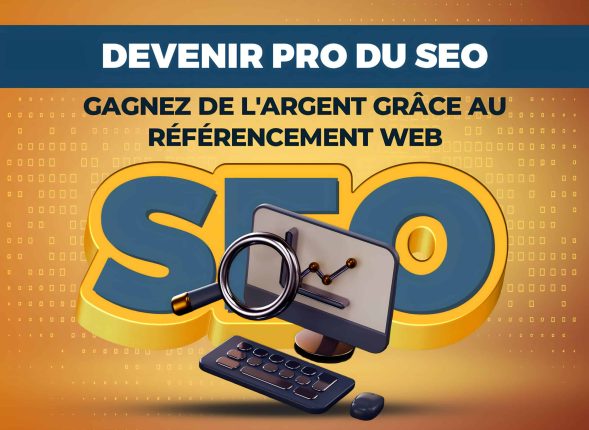 DEVENIR PRO DU SEO
GAGNEZ DE L'ARGENT GRÂCE AU
RÉFÉRENCEMENT WEB
SEO